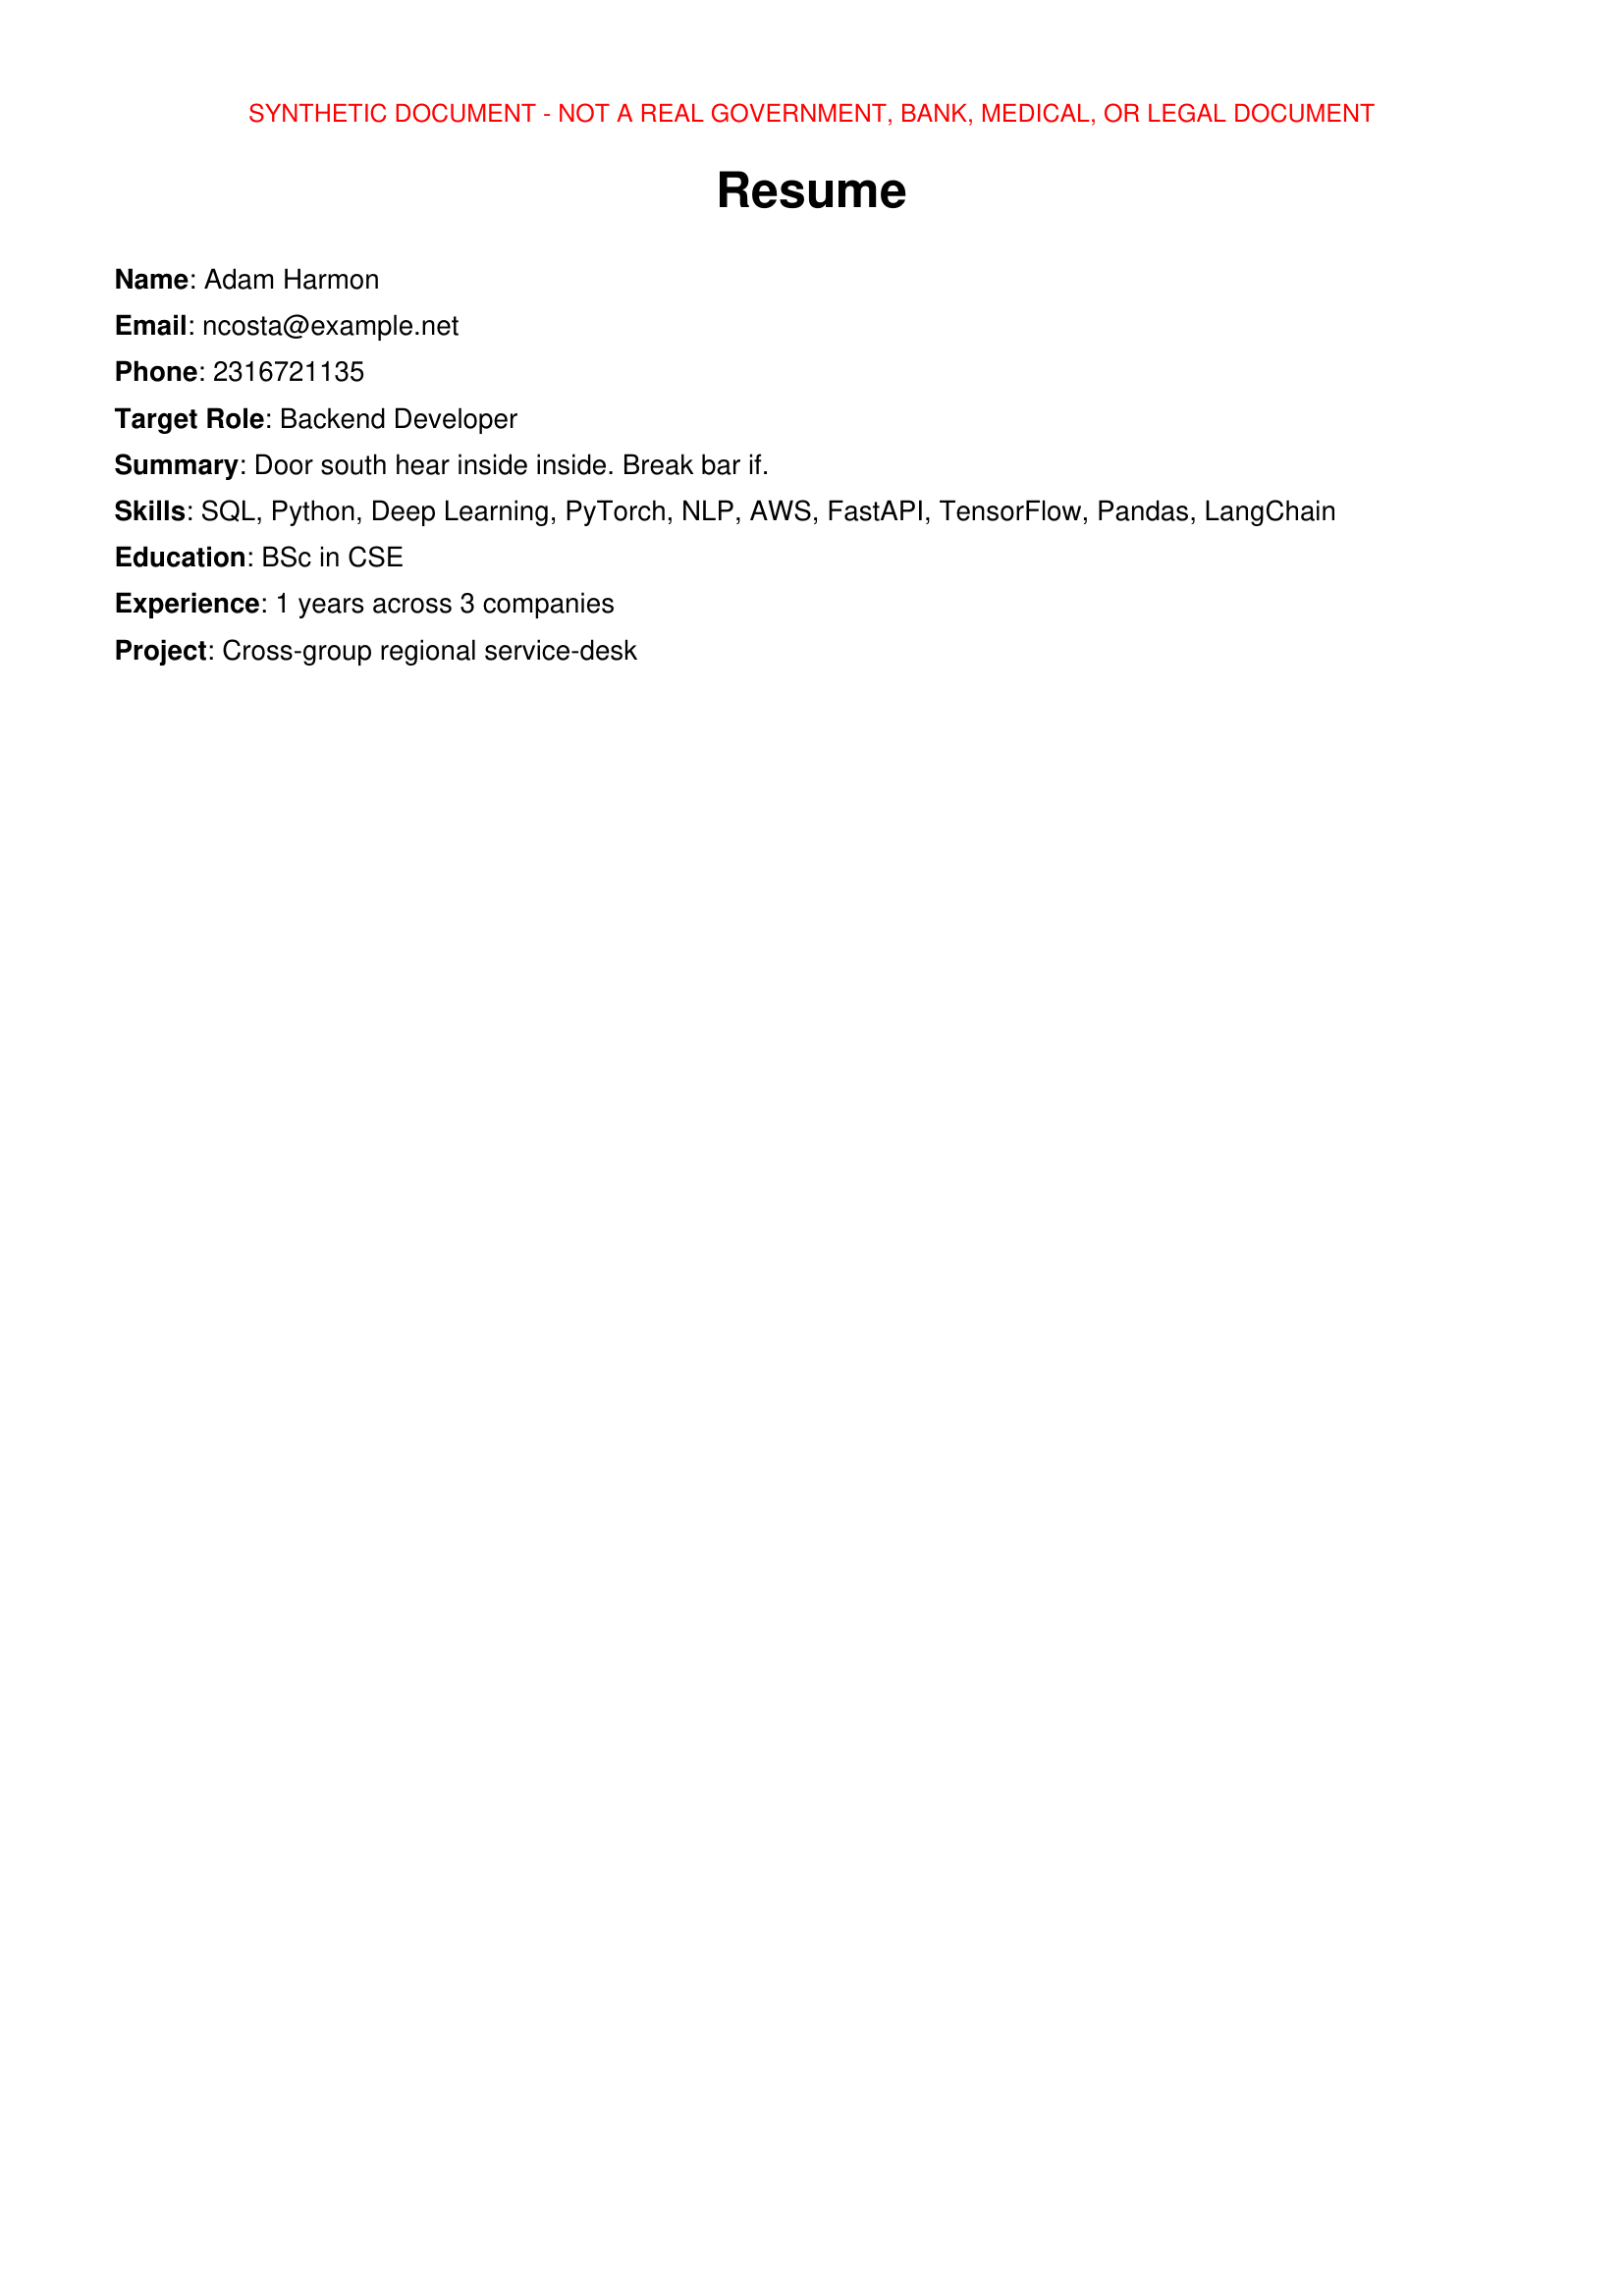 SYNTHETIC DOCUMENT - NOT A REAL GOVERNMENT, BANK, MEDICAL, OR LEGAL DOCUMENT
Resume
Name: Adam Harmon
Email: ncosta@example.net
Phone: 2316721135
Target Role: Backend Developer
Summary: Door south hear inside inside. Break bar if.
Skills: SQL, Python, Deep Learning, PyTorch, NLP, AWS, FastAPI, TensorFlow, Pandas, LangChain
Education: BSc in CSE
Experience: 1 years across 3 companies
Project: Cross-group regional service-desk